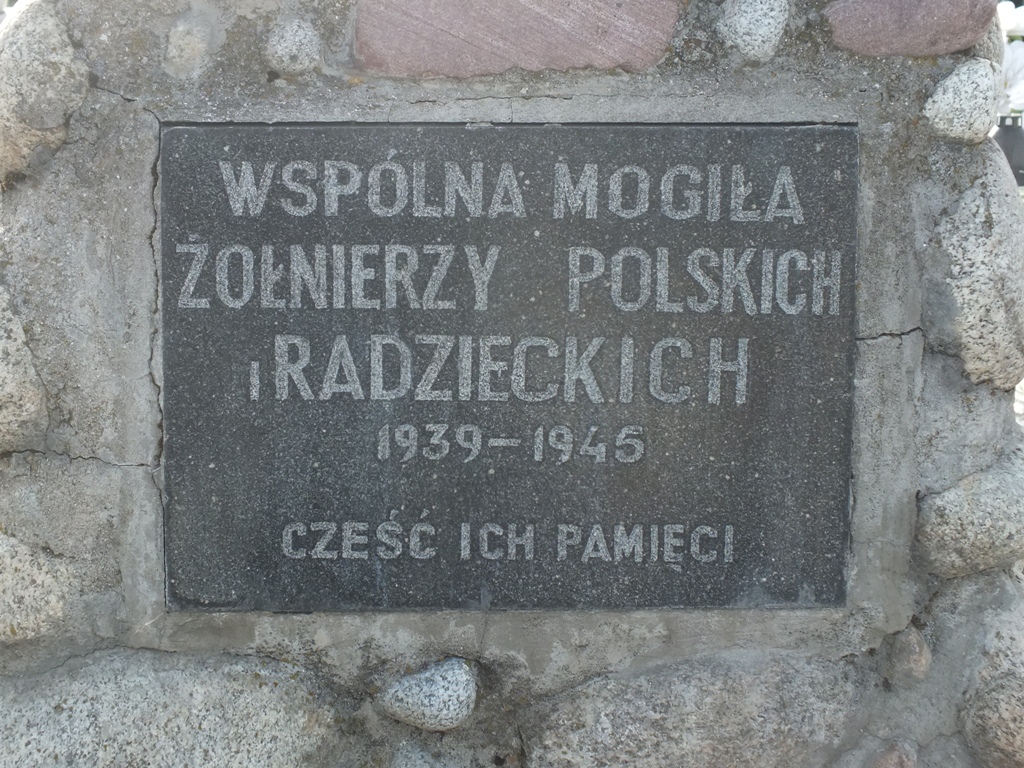 WSPÓLNA MOGIŁA
ŻOŁNIERZY POLSKICH
I RADZIECKICH
1939-1945
CZEŚĆ ICH PAMIĘCI